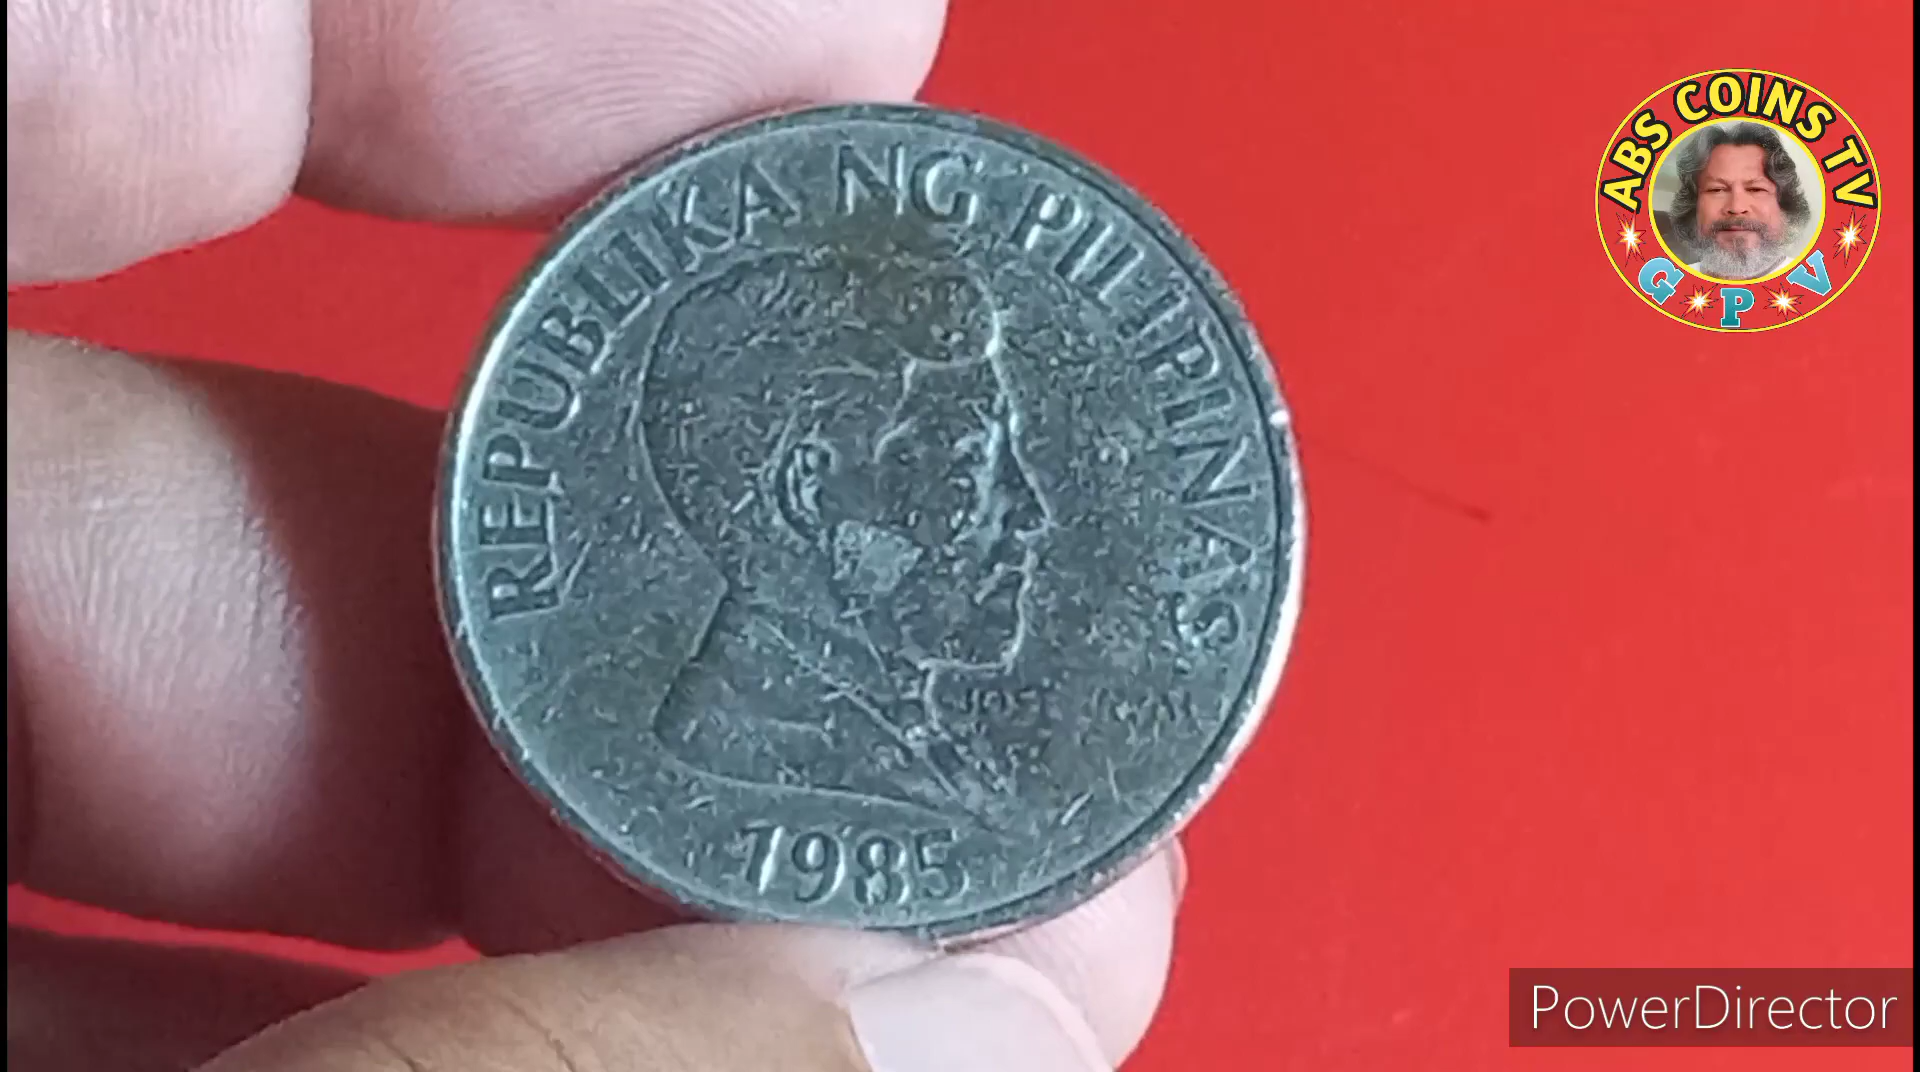 REPUBLIKA NG PILIPINAS
1985
ABS COINS TV
G P V
PowerDirector